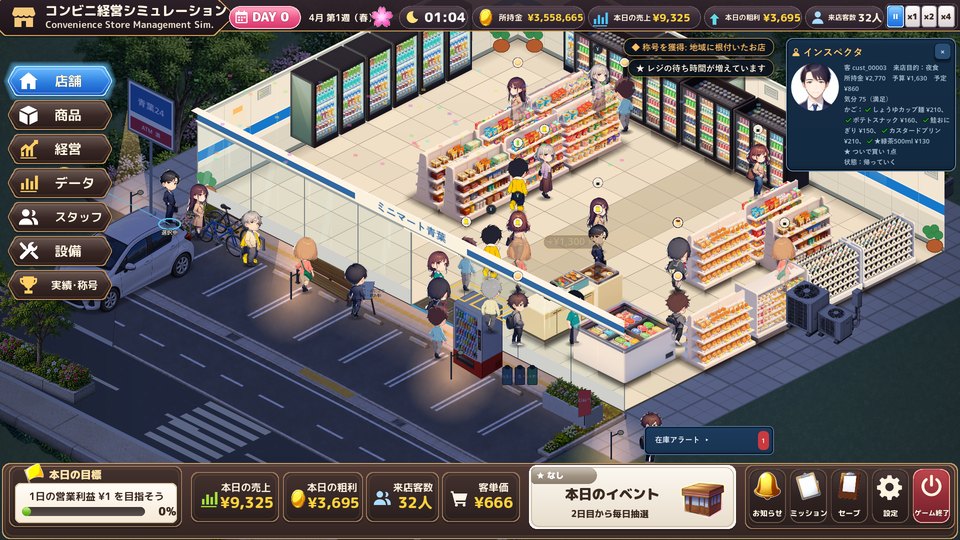 コンビニ経営シミュレーション
Convenience Store Management Sim.
DAY 0
4月 第1週 (春)
01:04
所持金 ¥3,558,665
本日の売上 ¥9,325
本日の粗利 ¥3,695
来店客数 32人
x1 x2 x4
◆ 称号を獲得: 地域に根付いたお店
★ レジの待ち時間が増えています
インスペクタ
×
客 cust_00003 来店目的:夜食
所持金 ¥2,770 予算 ¥1,630 予定
¥860
気分 75(満足)
かご: ✓ しょうゆカップ麺 ¥210、
✓ ポテトスナック ¥160、✓ 鮭おに
ぎり ¥150、✓ カスタードプリン
¥210、✓ ★緑茶500ml ¥130
★ ついで買い 1点
状態:帰っていく
店舗
商品
経営
データ
スタッフ
設備
実績・称号
青葉24
ATM 酒
ミニマート青葉
+¥1,300
在庫アラート ・
1
本日の目標
1日の営業利益 ¥1 を目指そう
0%
本日の売上
¥9,325
本日の粗利
¥3,695
来店客数
32人
客単価
¥666
★ なし
本日のイベント
2日目から毎日抽選
お知らせ
ミッション
セーブ
設定
ゲーム終了